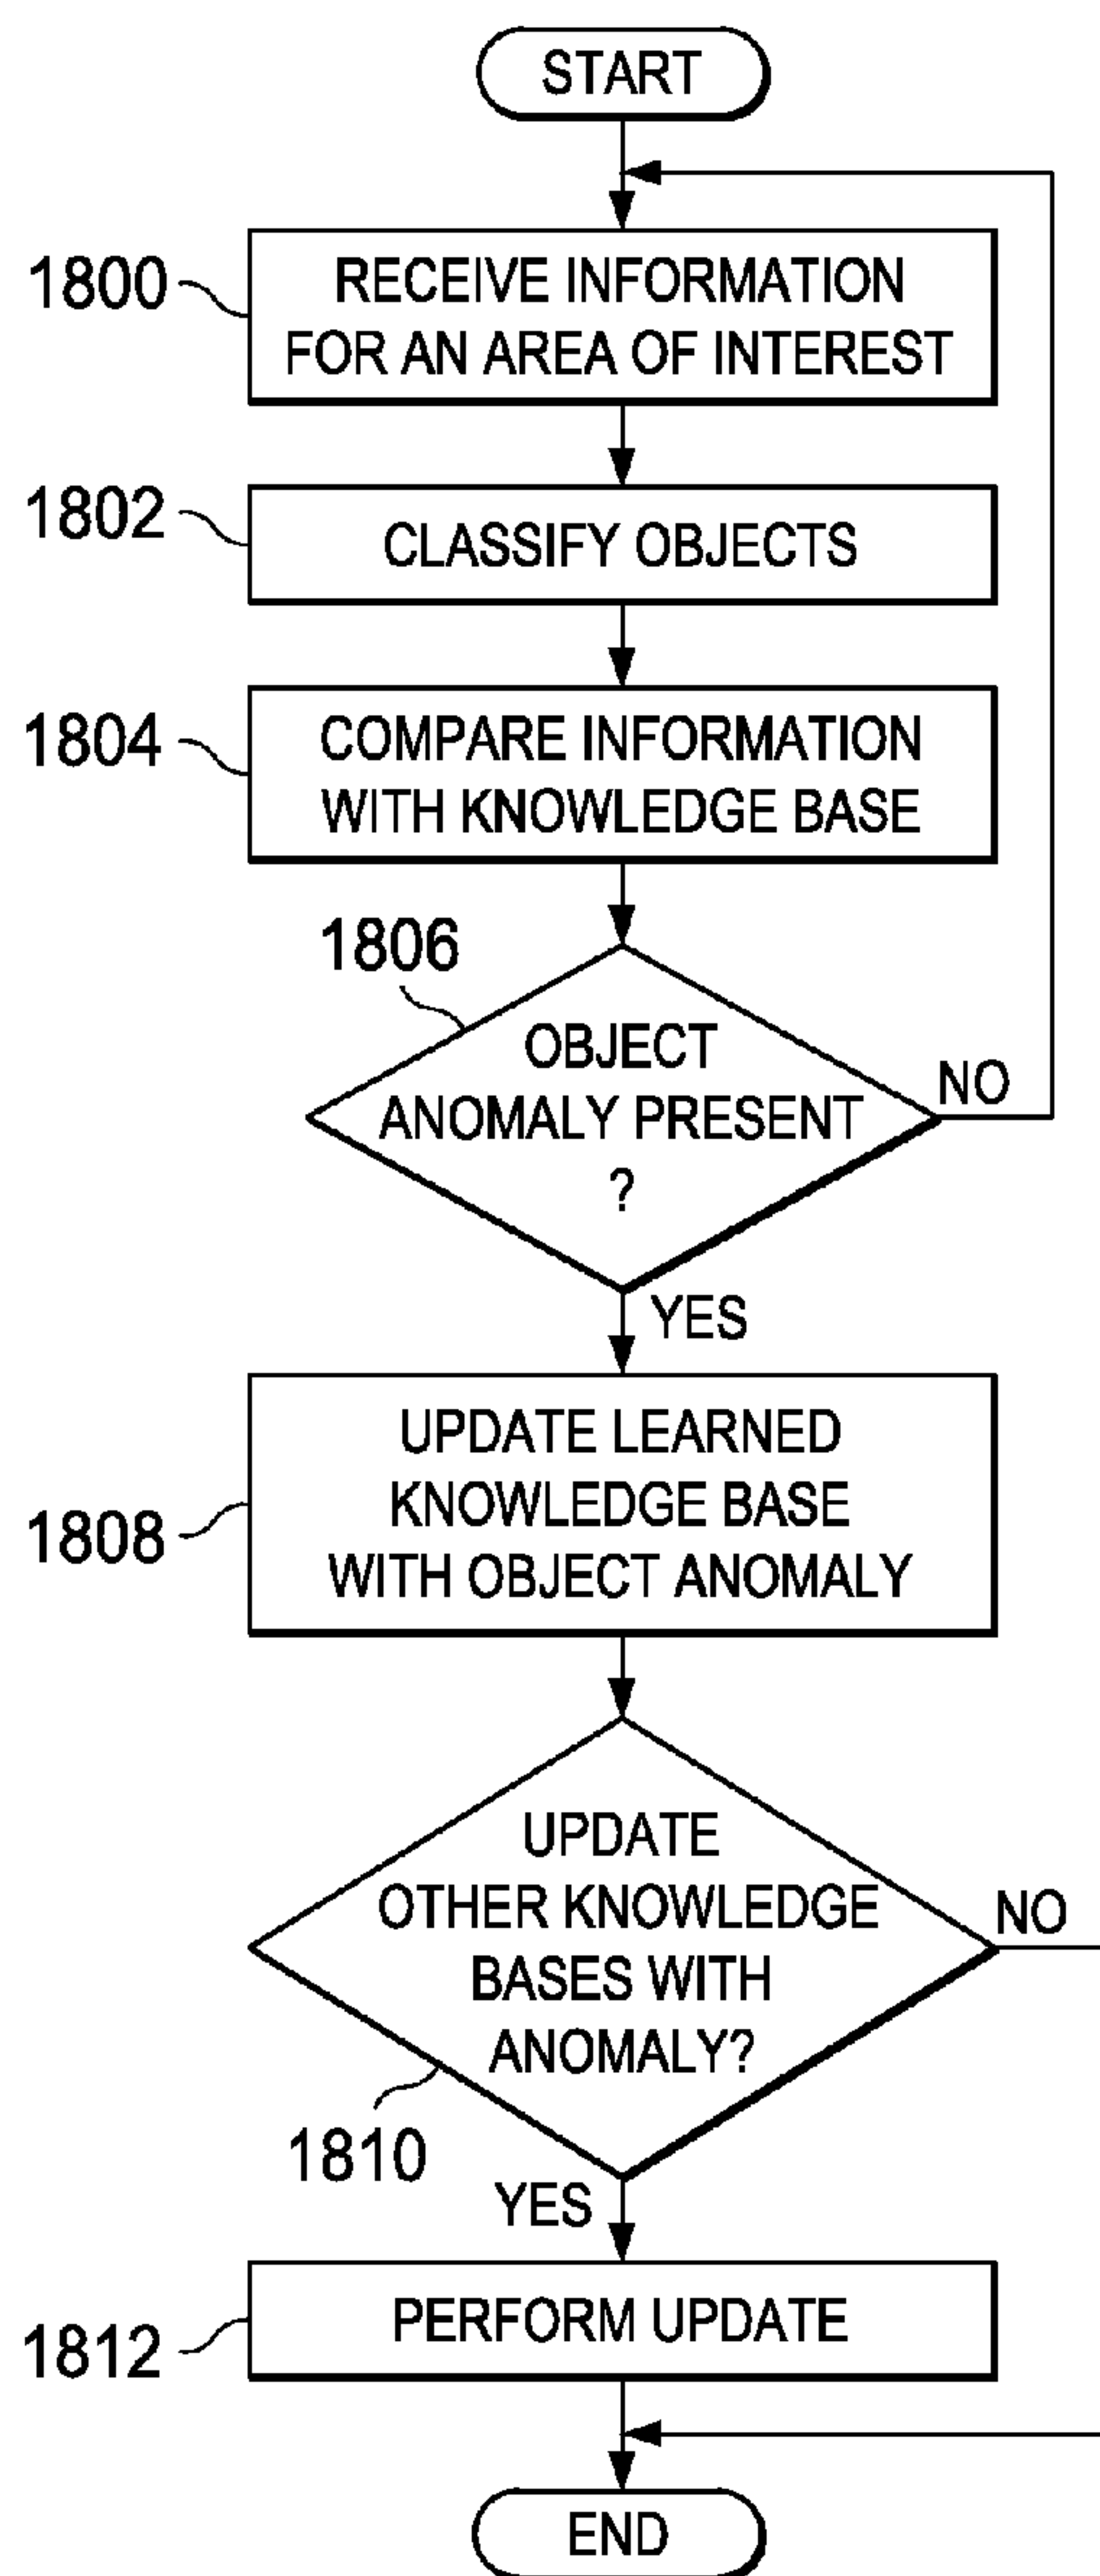 START
1800
RECEIVE INFORMATION
FOR AN AREA OF INTEREST
1802
CLASSIFY OBJECTS
1804
COMPARE INFORMATION
WITH KNOWLEDGE BASE
1806
OBJECT
ANOMALY PRESENT
?
NO
YES
1808
UPDATE LEARNED
KNOWLEDGE BASE
WITH OBJECT ANOMALY
UPDATE
OTHER KNOWLEDGE
BASES WITH
ANOMALY?
NO
1810
YES
1812
PERFORM UPDATE
END